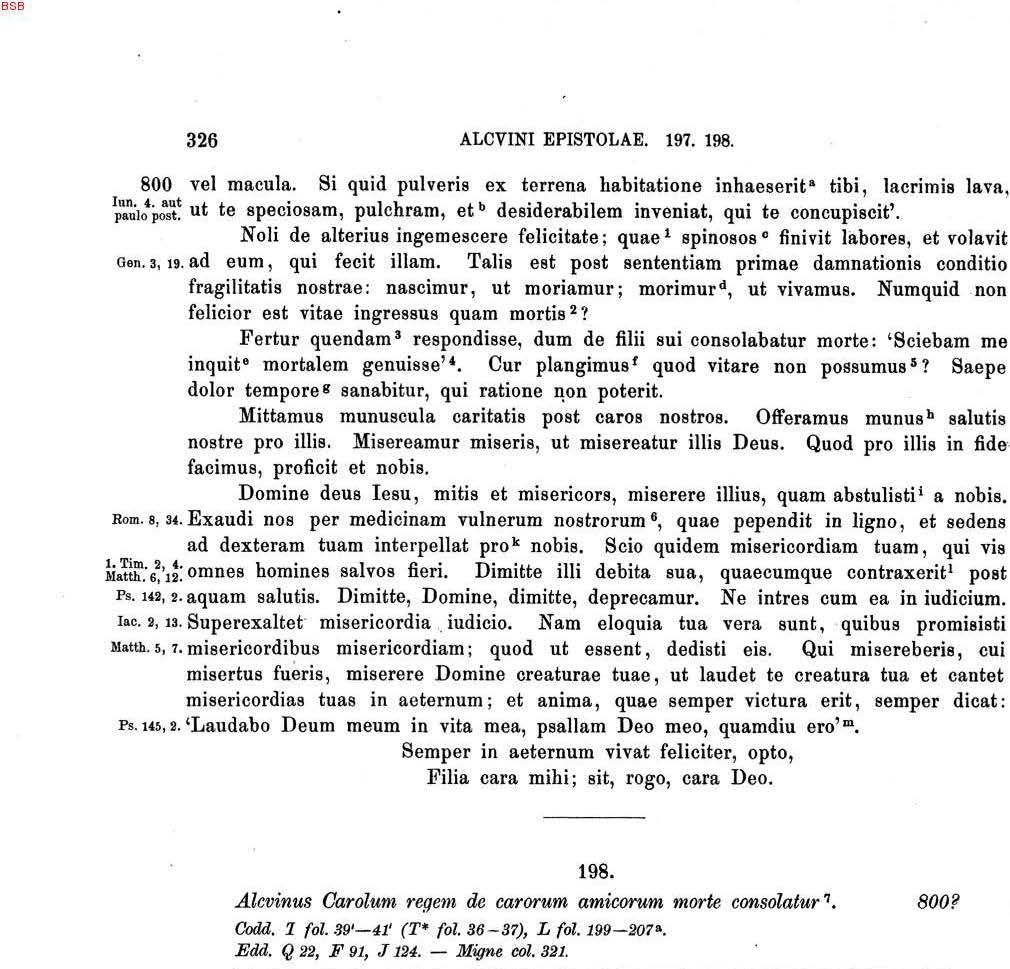 BSB
326 ALCVINI EPISTOLAE. 197. 198.
800 vel macula. Si quid pulveris ex terrena habitatione inhaeserit ᵃ tibi, lacrimis lava,
Iun. 4. aut
paulo post. ut te speciosam, pulchram, et ᵇ desiderabilem inveniat, qui te concupiscit’.
Noli de alterius ingemescere felicitate; quae ¹ spinosos ᶜ finivit labores, et volavit
Gen. 3, 19. ad eum, qui fecit illam. Talis est post sententiam primae damnationis conditio
fragilitatis nostrae: nascimur, ut moriamur; morimur ᵈ, ut vivamus. Numquid non
felicior est vitae ingressus quam mortis ²?
Fertur quendam ³ respondisse, dum de filii sui consolabatur morte: ‘Sciebam me
inquit ᵉ mortalem genuisse’ ⁴. Cur plangimus ᶠ quod vitare non possumus ⁵? Saepe
dolor tempore ᵍ sanabitur, qui ratione non poterit.
Mittamus munuscula caritatis post caros nostros. Offeramus munus ʰ salutis
nostre pro illis. Misereamur miseris, ut misereatur illis Deus. Quod pro illis in fide
facimus, proficit et nobis.
Domine deus Iesu, mitis et misericors, miserere illius, quam abstulisti ⁱ a nobis.
Rom. 8, 34. Exaudi nos per medicinam vulnerum nostrorum ⁶, quae pependit in ligno, et sedens
ad dexteram tuam interpellat pro ᵏ nobis. Scio quidem misericordiam tuam, qui vis
1. Tim. 2, 4.
Matth. 6, 12. omnes homines salvos fieri. Dimitte illi debita sua, quaecumque contraxerit ˡ post
Ps. 142, 2. aquam salutis. Dimitte, Domine, dimitte, deprecamur. Ne intres cum ea in iudicium.
Iac. 2, 13. Superexaltet misericordia iudicio. Nam eloquia tua vera sunt, quibus promisisti
Matth. 5, 7. misericordibus misericordiam; quod ut essent, dedisti eis. Qui misereberis, cui
misertus fueris, miserere Domine creaturae tuae, ut laudet te creatura tua et cantet
misericordias tuas in aeternum; et anima, quae semper victura erit, semper dicat:
Ps. 145, 2. ‘Laudabo Deum meum in vita mea, psallam Deo meo, quamdiu ero’ ᵐ.
Semper in aeternum vivat feliciter, opto,
Filia cara mihi; sit, rogo, cara Deo.
198.
Alcvinus Carolum regem de carorum amicorum morte consolatur ⁷. 800?
Codd. T fol. 39'—41' (T* fol. 36—37), L fol. 199—207ᵃ.
Edd. Q 22, F 91, J 124. — Migne col. 321.